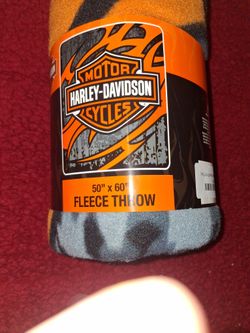 MOTOR
HARLEY-DAVIDSON
CYCLES
50" x 60"
FLEECE THROW